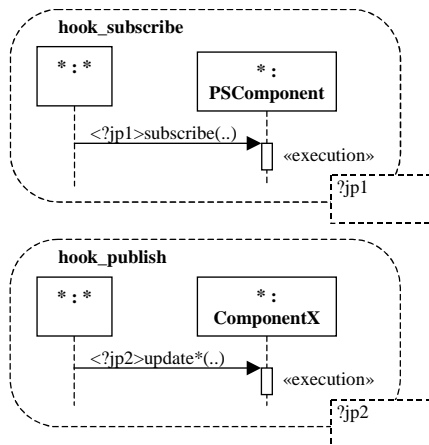 hook_subscribe
* : *
* :
PSComponent
<?jp1>subscribe(..)
«execution»
?jp1
hook_publish
* : *
* :
ComponentX
<?jp2>update*(..)
«execution»
?jp2